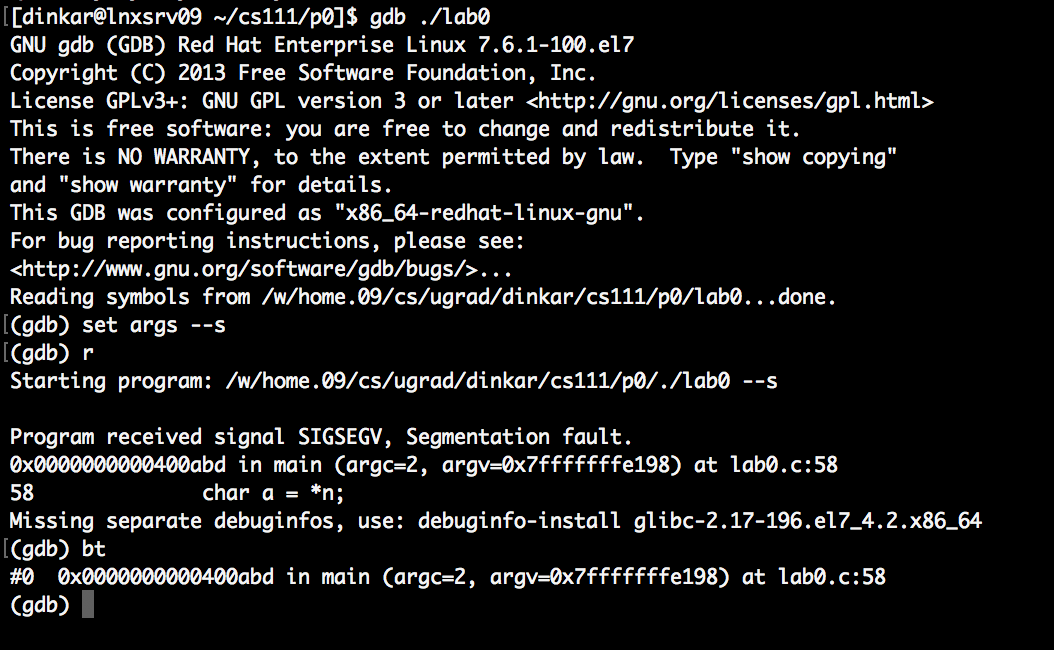 [[dinkar@lnxsrv09 ~/cs111/p0]$ gdb ./lab0
GNU gdb (GDB) Red Hat Enterprise Linux 7.6.1-100.el7
Copyright (C) 2013 Free Software Foundation, Inc.
License GPLv3+: GNU GPL version 3 or later <http://gnu.org/licenses/gpl.html>
This is free software: you are free to change and redistribute it.
There is NO WARRANTY, to the extent permitted by law.  Type "show copying"
and "show warranty" for details.
This GDB was configured as "x86_64-redhat-linux-gnu".
For bug reporting instructions, please see:
<http://www.gnu.org/software/gdb/bugs/>...
Reading symbols from /w/home.09/cs/ugrad/dinkar/cs111/p0/lab0...done.
[(gdb) set args --s
[(gdb) r
Starting program: /w/home.09/cs/ugrad/dinkar/cs111/p0/./lab0 --s
Program received signal SIGSEGV, Segmentation fault.
0x0000000000400abd in main (argc=2, argv=0x7fffffffe198) at lab0.c:58
58              char a = *n;
Missing separate debuginfos, use: debuginfo-install glibc-2.17-196.el7_4.2.x86_64
[(gdb) bt
#0  0x0000000000400abd in main (argc=2, argv=0x7fffffffe198) at lab0.c:58
(gdb)